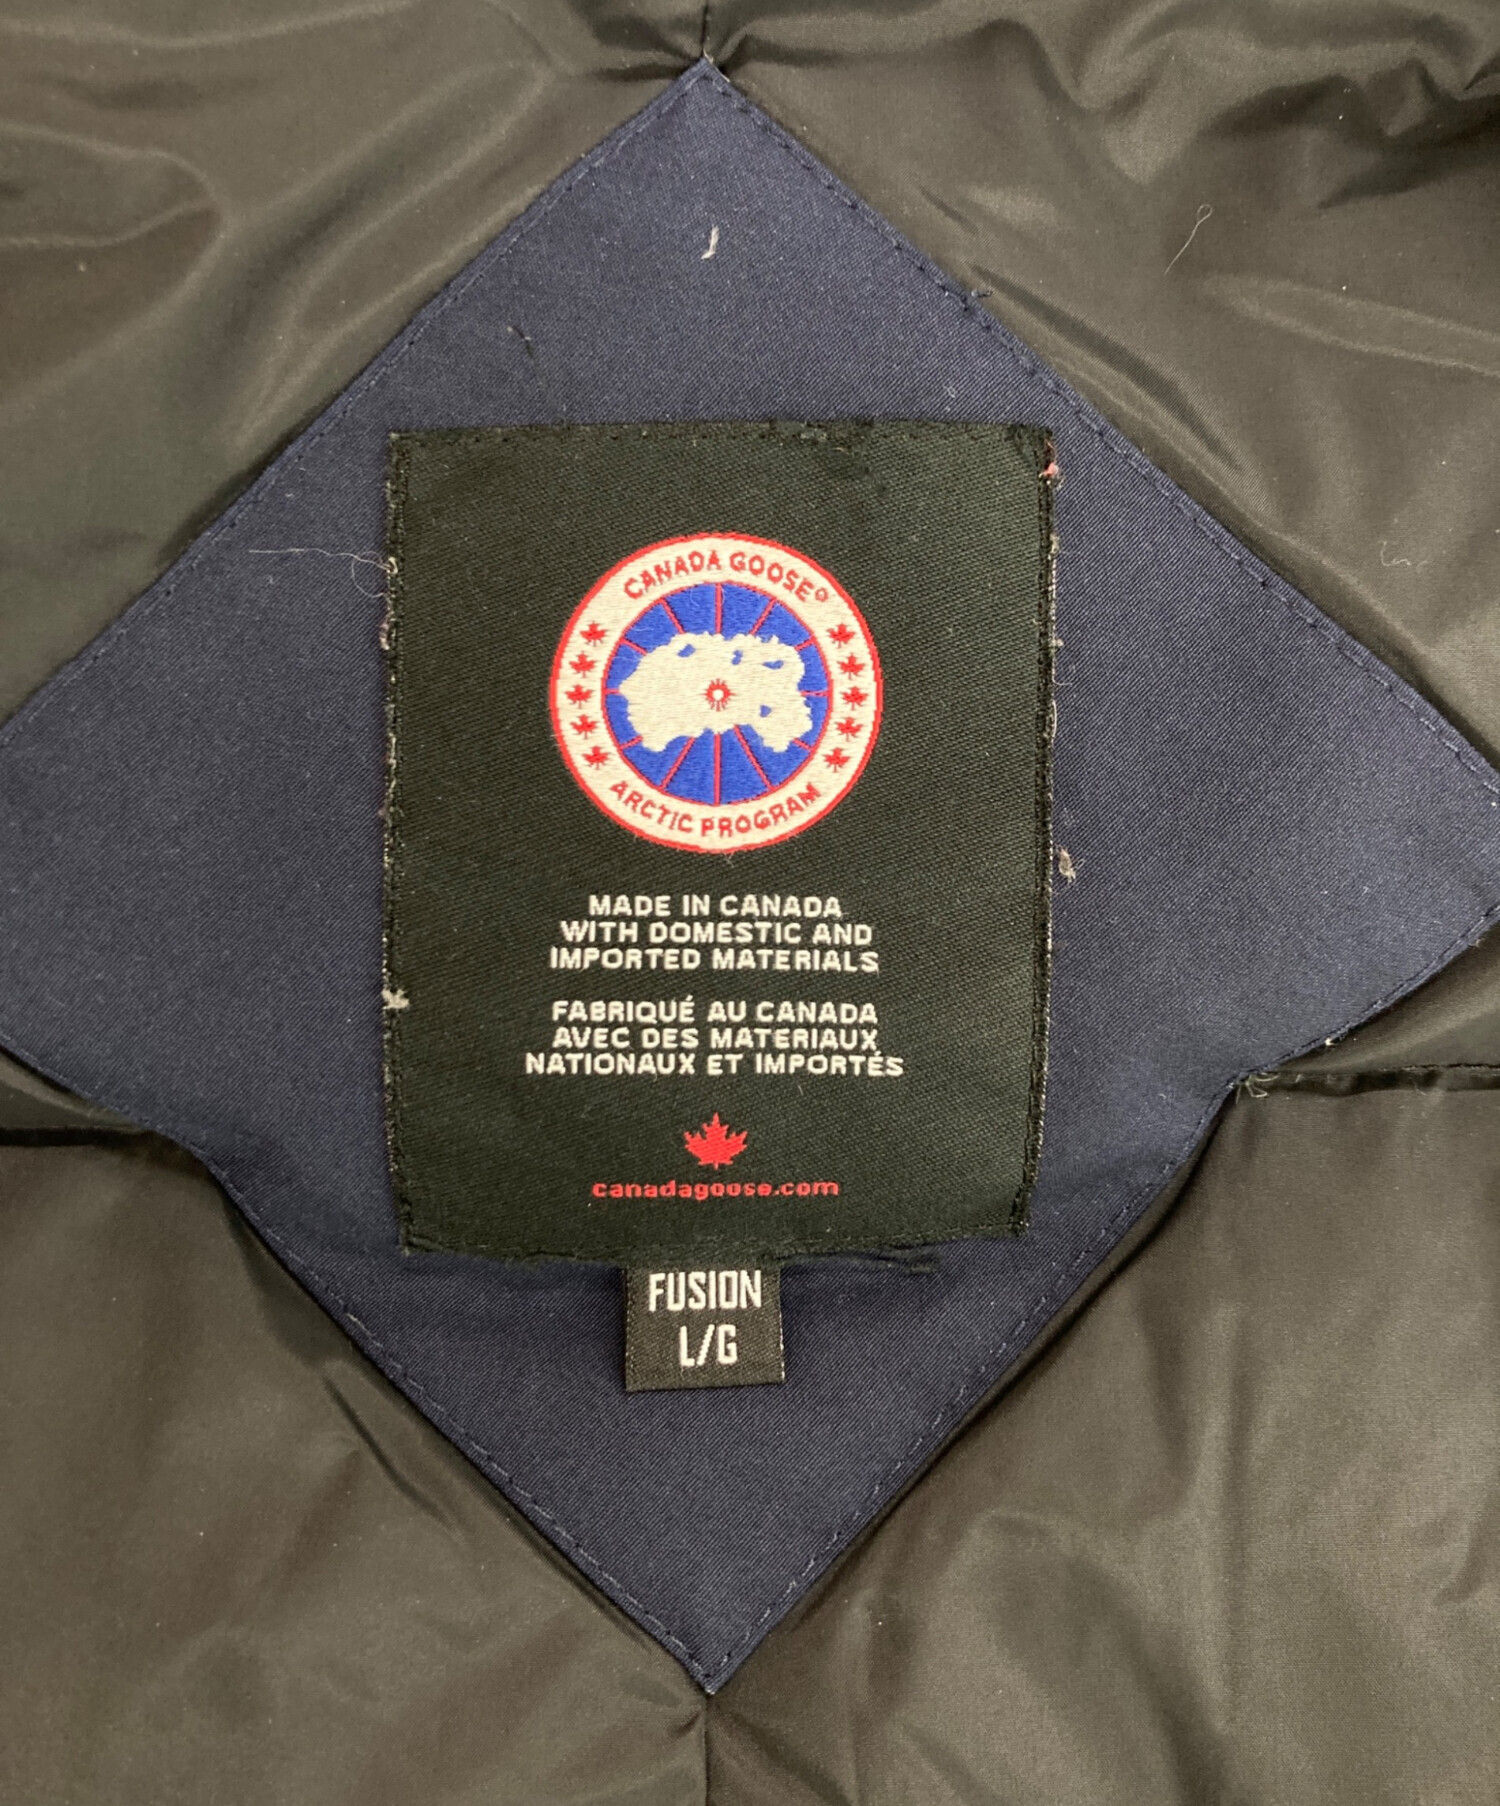 CANADA GOOSE®
ARCTIC PROGRAM
MADE IN CANADA
WITH DOMESTIC AND
IMPORTED MATERIALS
FABRIQUÉ AU CANADA
AVEC DES MATERIAUX
NATIONAUX ET IMPORTÉS
canadagoose.com
FUSION
L/G